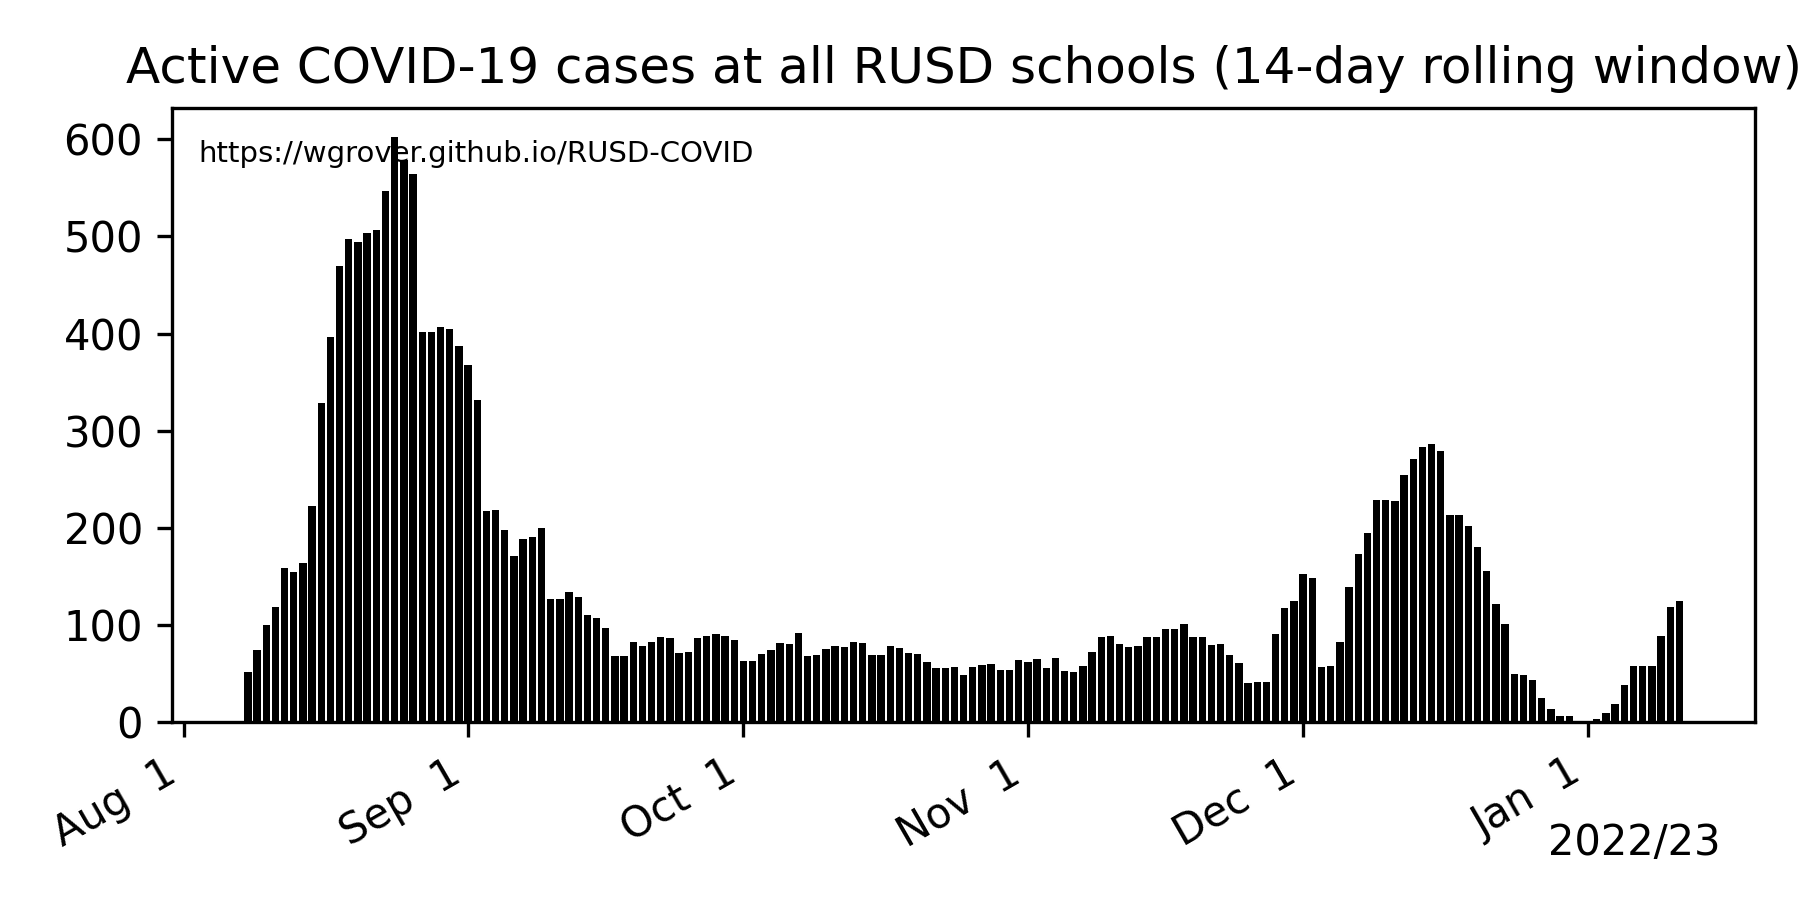 Active COVID-19 cases at all RUSD schools (14-day rolling window)
https://wgrover.github.io/RUSD-COVID
600
500
400
300
200
100
0
Aug 1
Sep 1
Oct 1
Nov 1
Dec 1
Jan 1
2022/23